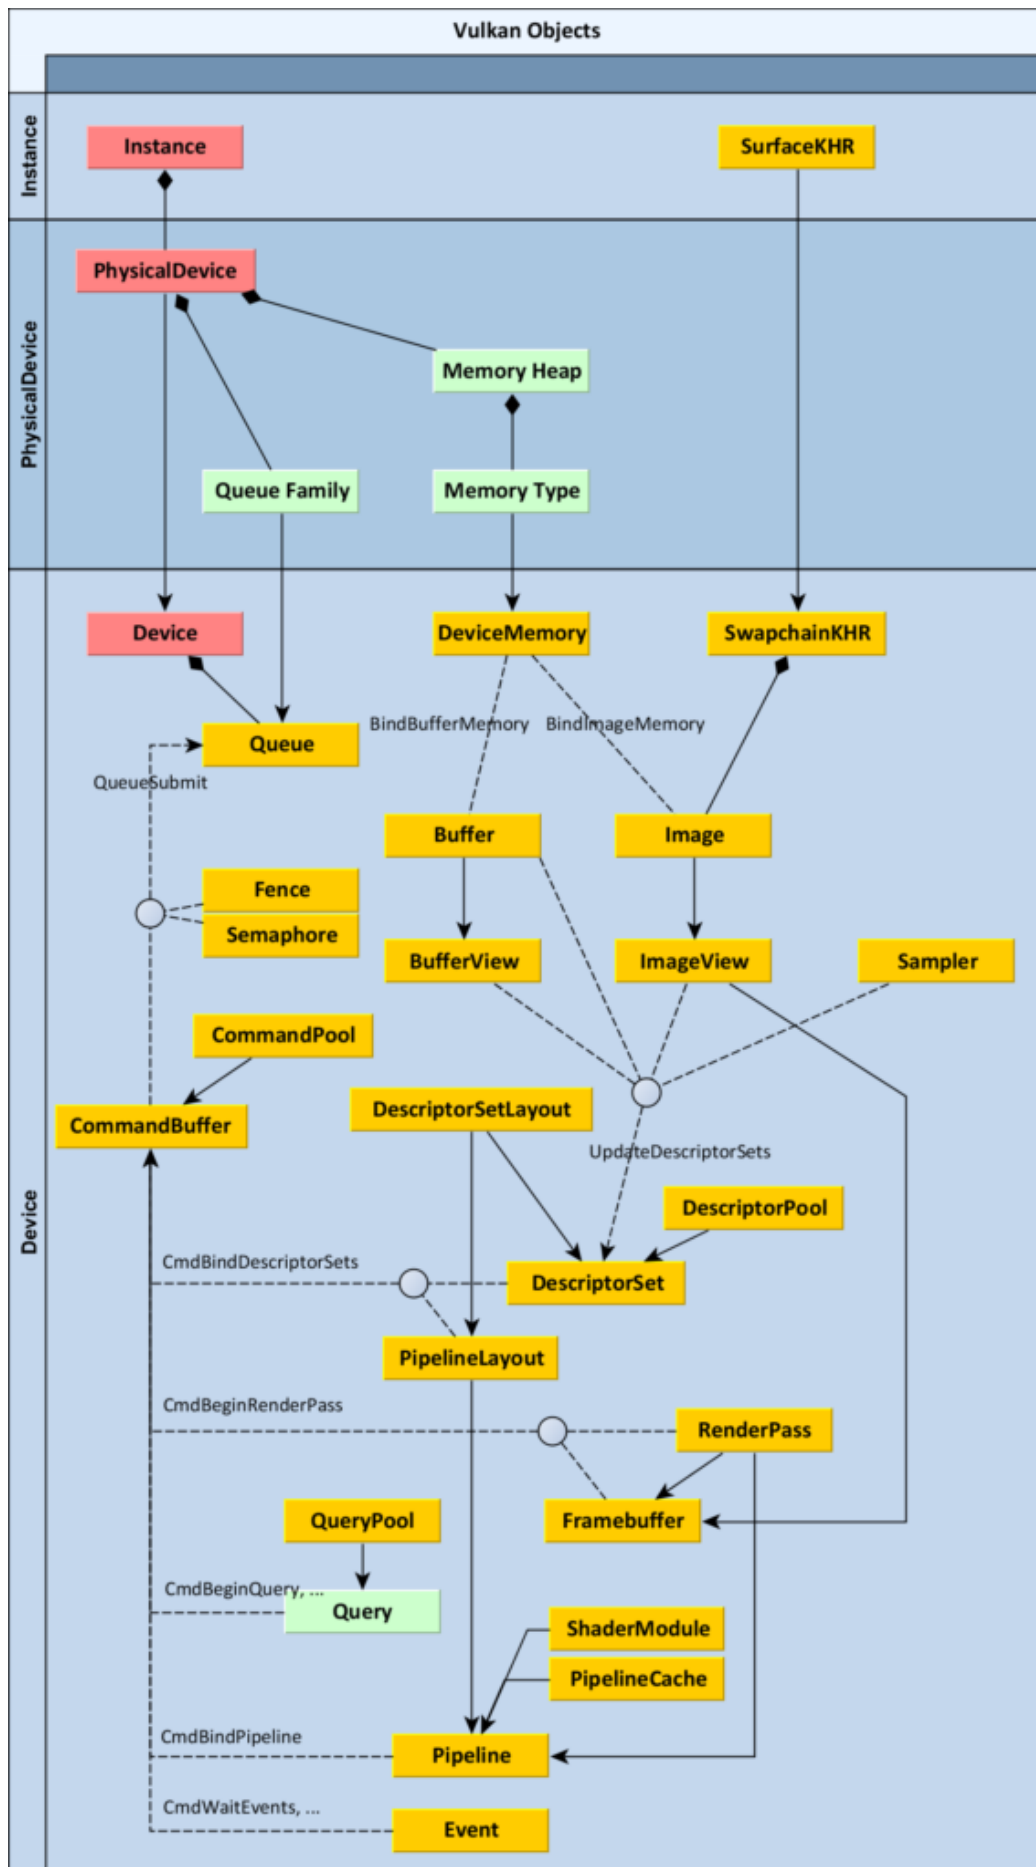 Vulkan Objects
Instance
Instance
SurfaceKHR
PhysicalDevice
PhysicalDevice
Memory Heap
Queue Family
Memory Type
Device
Device
DeviceMemory
SwapchainKHR
BindBufferMemory
BindImageMemory
Queue
QueueSubmit
Buffer
Image
Fence
Semaphore
BufferView
ImageView
Sampler
CommandPool
DescriptorSetLayout
CommandBuffer
UpdateDescriptorSets
DescriptorPool
CmdBindDescriptorSets
DescriptorSet
PipelineLayout
CmdBeginRenderPass
RenderPass
QueryPool
Framebuffer
CmdBeginQuery, ...
Query
ShaderModule
PipelineCache
CmdBindPipeline
Pipeline
CmdWaitEvents, ...
Event